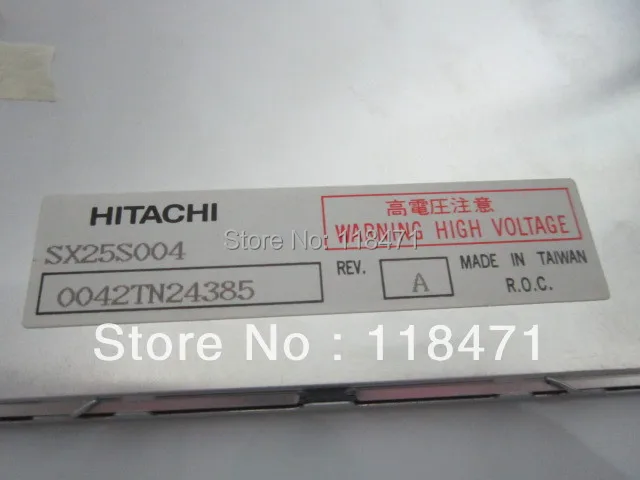 HITACHI
高電圧注意
WARNING HIGH VOLTAGE
Store No: 118471
SX25S004
REV. A
MADE IN TAIWAN
R.O.C.
0042TN24385
Store No : 118471